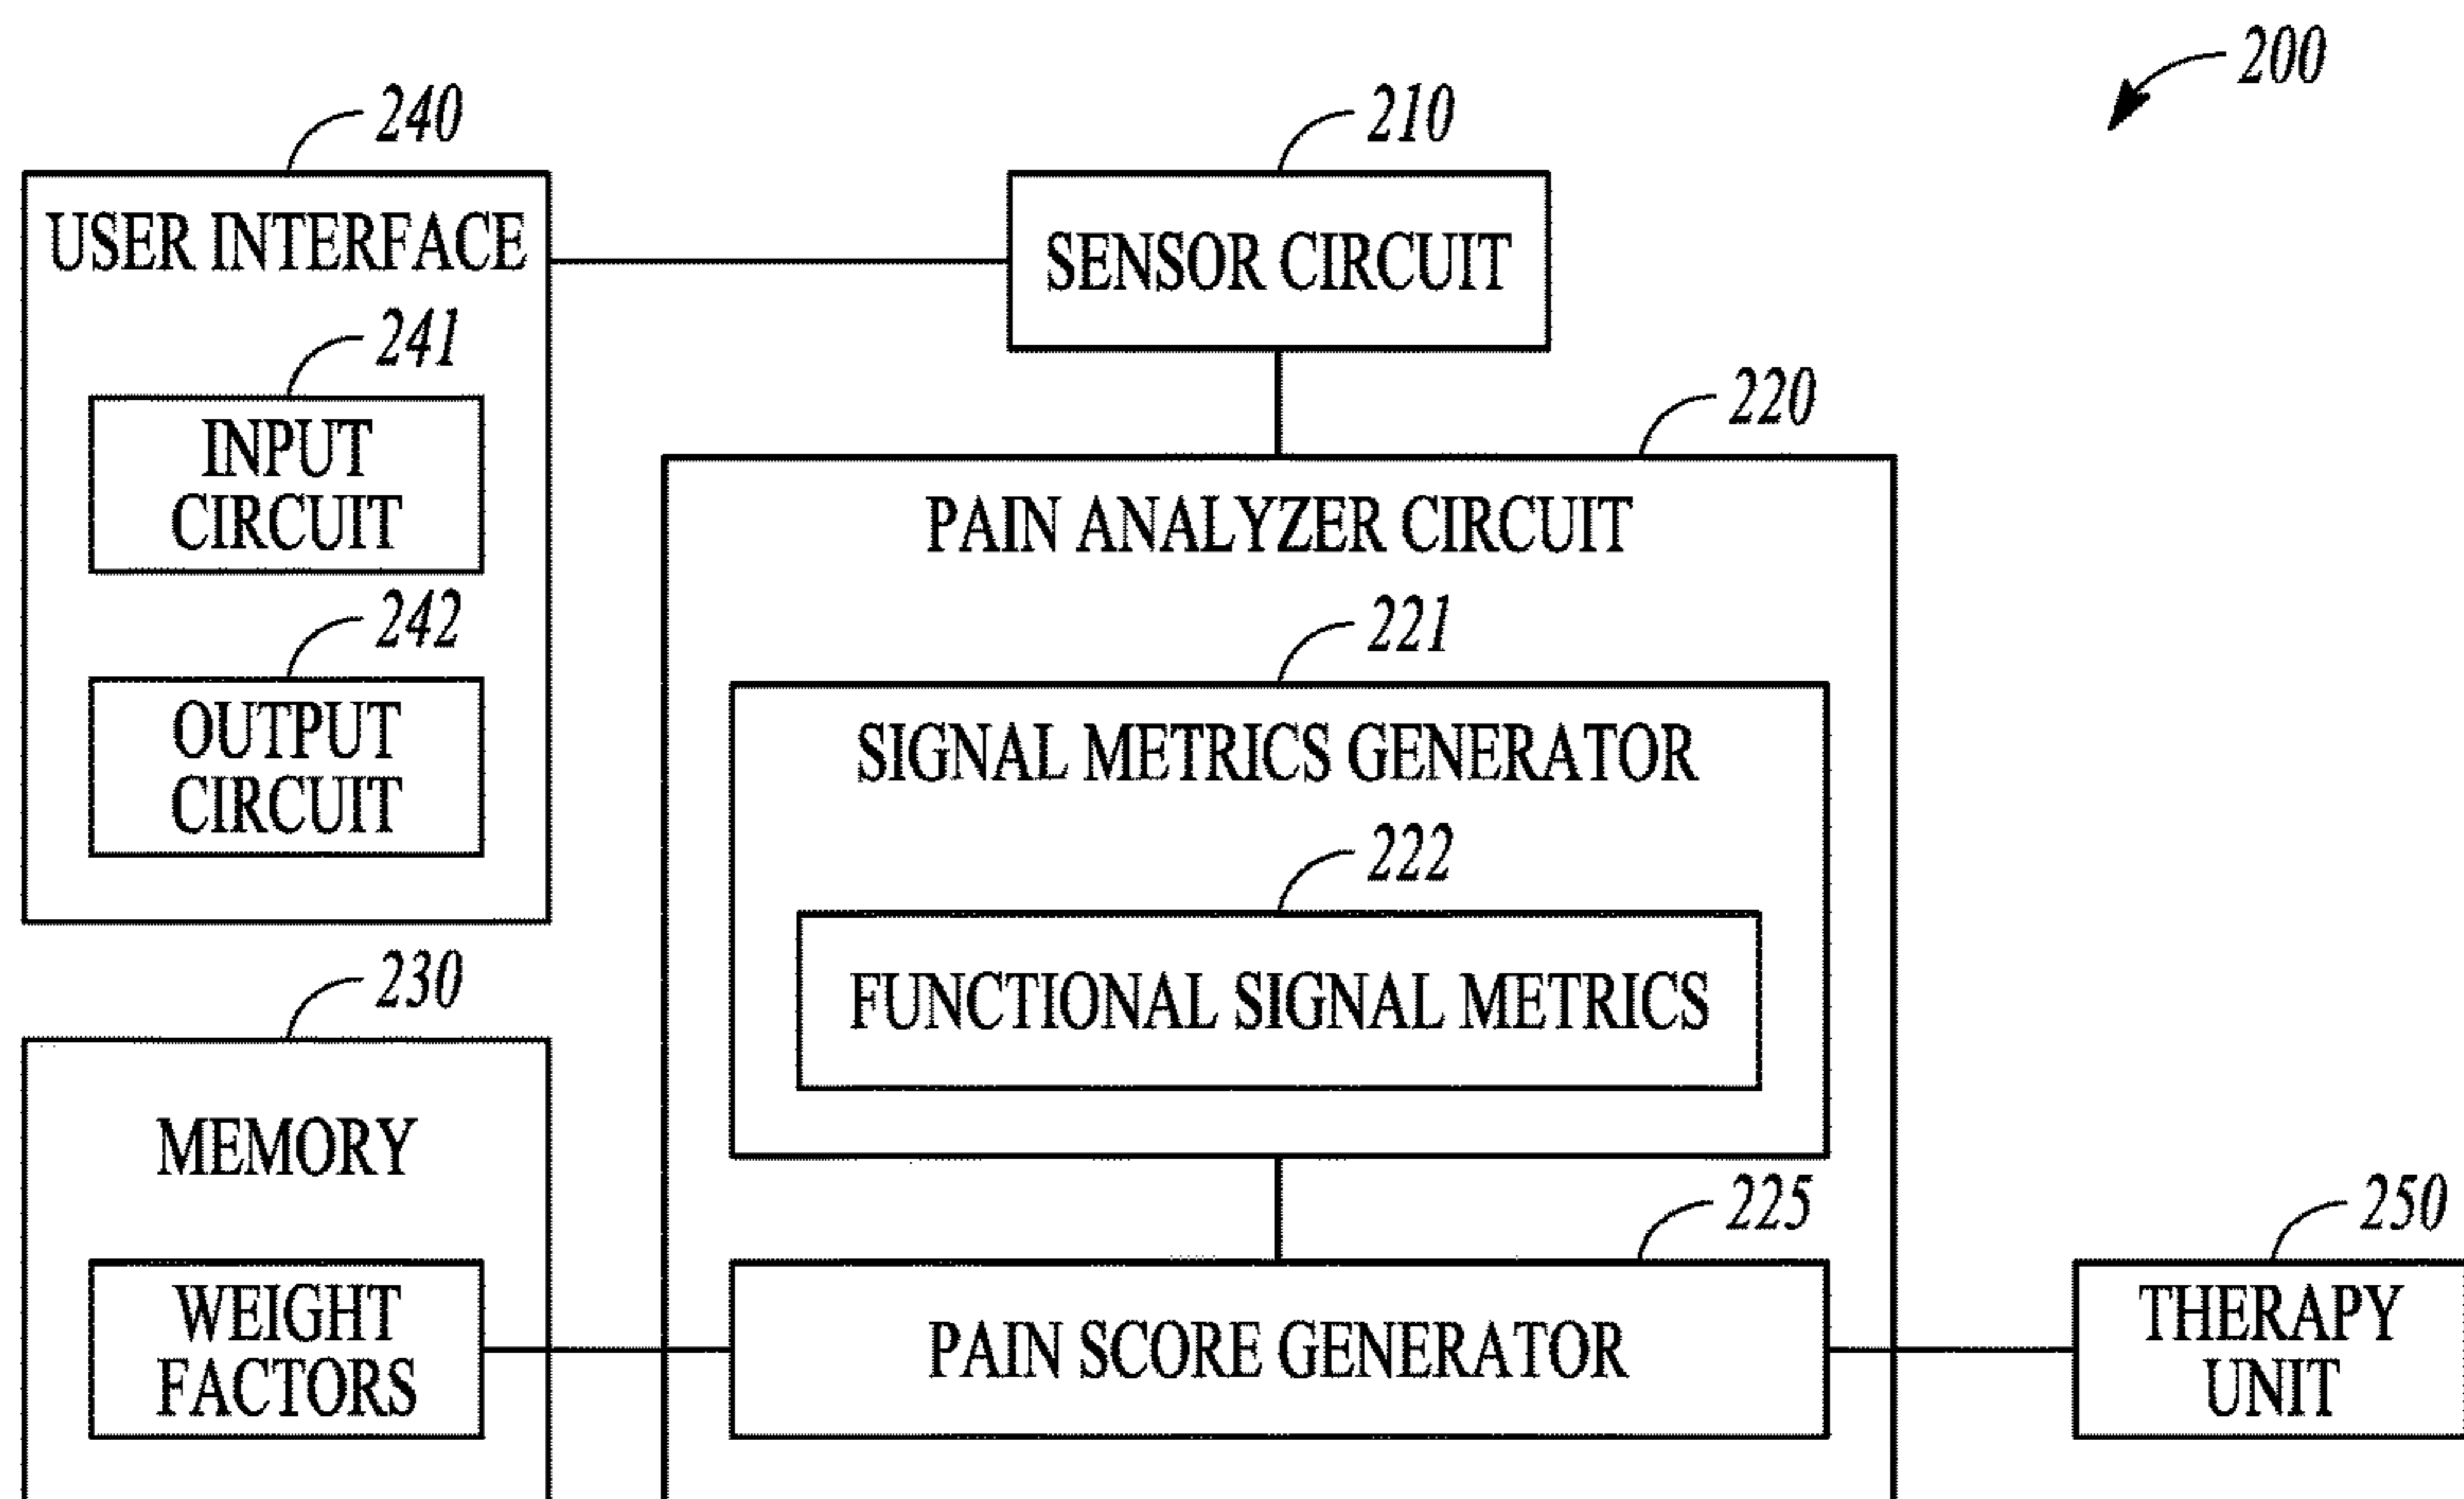 200
240
USER INTERFACE
241
INPUT
CIRCUIT
242
OUTPUT
CIRCUIT
210
SENSOR CIRCUIT
220
PAIN ANALYZER CIRCUIT
221
SIGNAL METRICS GENERATOR
222
FUNCTIONAL SIGNAL METRICS
230
MEMORY
WEIGHT
FACTORS
225
PAIN SCORE GENERATOR
250
THERAPY
UNIT